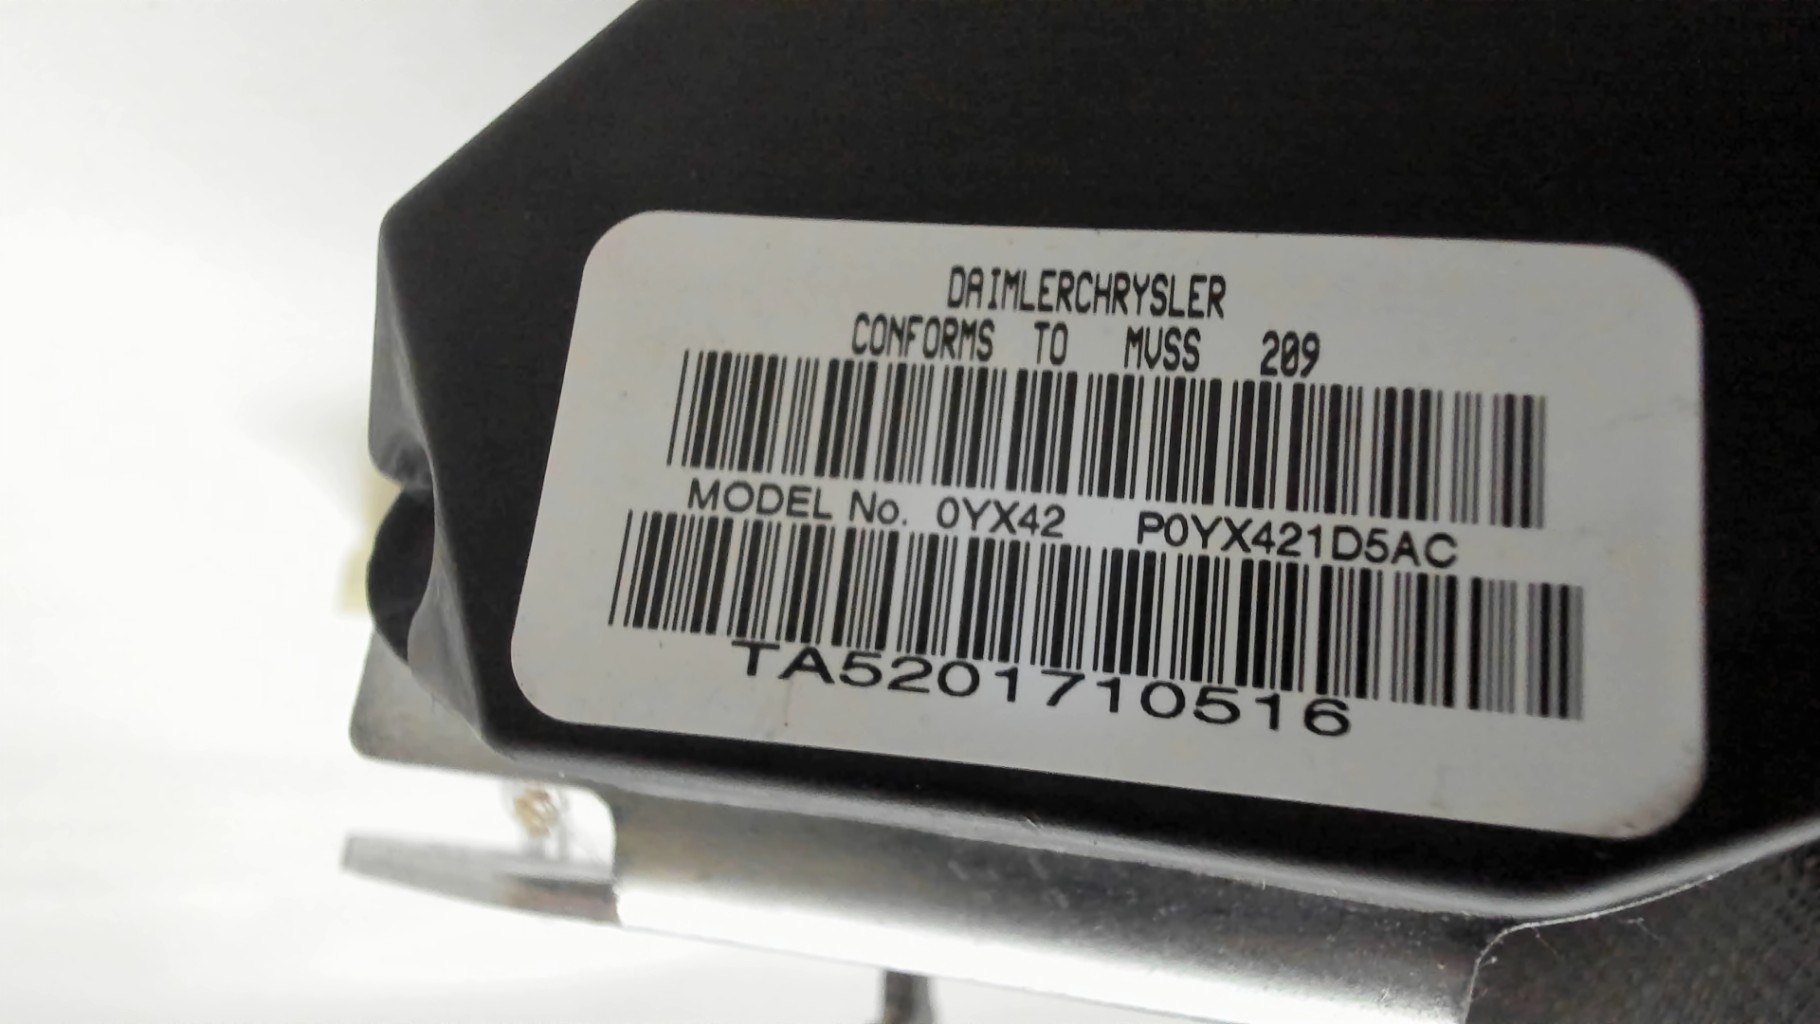 DAIMLERCHRYSLER
CONFORMS TO MVSS 209
MODEL No. 0YX42 P0YX421D5AC
TA5201710516